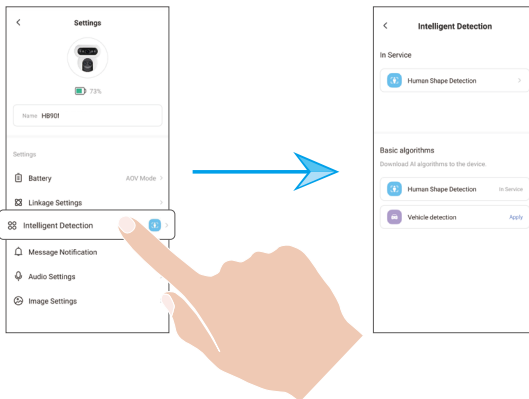 Settings
73%
Name HB901
Settings
Battery AOV Mode
Linkage Settings
Intelligent Detection
Message Notification
Audio Settings
Image Settings
Intelligent Detection
In Service
Human Shape Detection
Basic algorithms
Download AI algorithms to the device.
Human Shape Detection In Service
Vehicle detection Apply